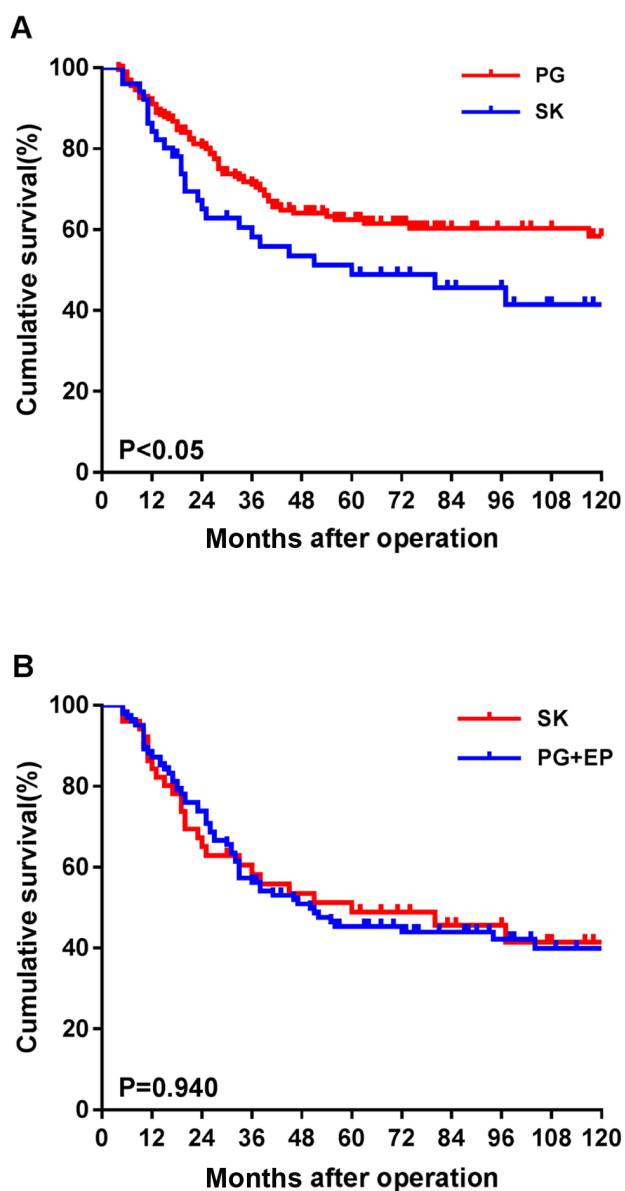 A
PG
SK
100
80
60
40
20
0
Cumulative survival(%)
P<0.05
0 12 24 36 48 60 72 84 96 108 120
Months after operation
B
SK
PG+EP
100
80
60
40
20
0
Cumulative survival(%)
P=0.940
0 12 24 36 48 60 72 84 96 108 120
Months after operation